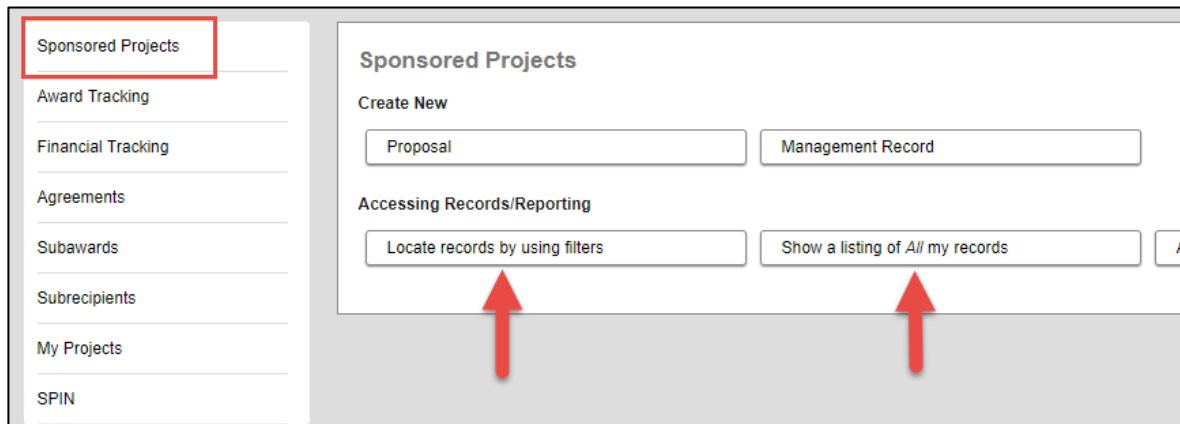 Sponsored Projects
Award Tracking
Financial Tracking
Agreements
Subawards
Subrecipients
My Projects
SPIN
Sponsored Projects
Create New
Proposal
Management Record
Accessing Records/Reporting
Locate records by using filters
Show a listing of All my records